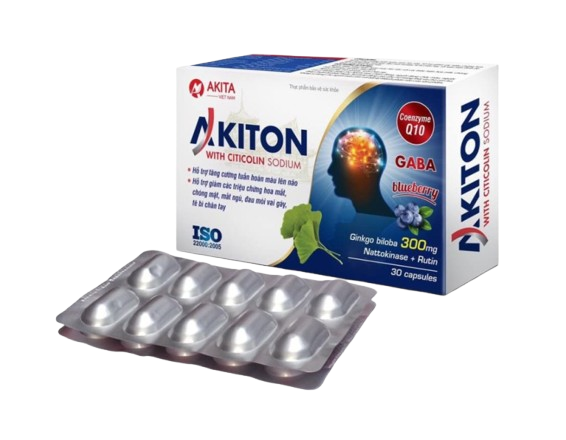 AKITA
VIỆT NAM
Thực phẩm bảo vệ sức khỏe
AKITON
WITH CITICOLIN SODIUM
• Hỗ trợ tăng cường tuần hoàn máu lên não
• Hỗ trợ giảm các triệu chứng hoa mắt,
chóng mặt, mất ngủ, đau mỏi vai gáy,
tê bì chân tay
ISO
22000:2005
Coenzyme
Q10
GABA
blueberry
Ginkgo biloba 300mg
Nattokinase + Rutin
30 capsules
AKITON
WITH CITICOLIN SODIUM